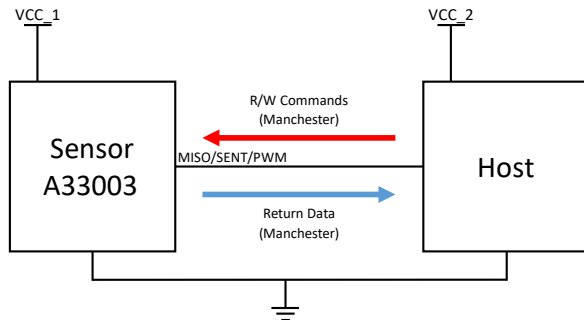 VCC_1
VCC_2
R/W Commands
(Manchester)
Sensor
A33003
MISO/SENT/PWM
Host
Return Data
(Manchester)